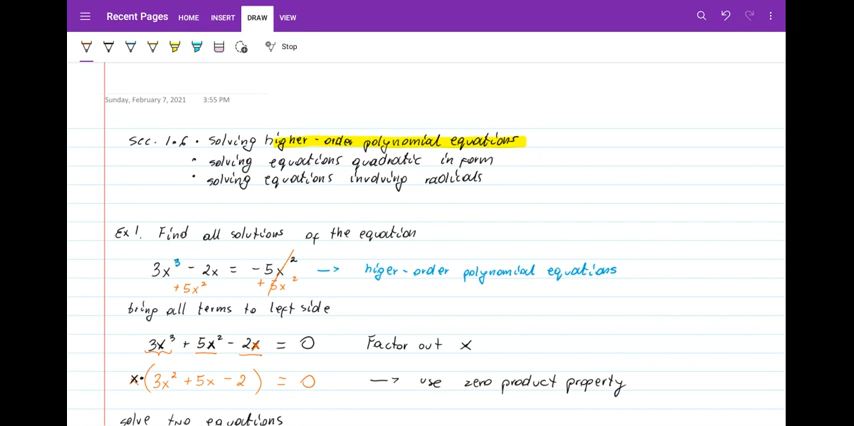 Recent Pages HOME INSERT DRAW VIEW
Stop
Sunday, February 7, 2021 3:55 PM
Sec. 1.6 • solving higher-order polynomial equations
• solving equations quadratic in form
• solving equations involving radicals
Ex 1. Find all solutions of the equation
3x³ - 2x = -5x² → higer-order polynomial equations
+5x² +5x²
bring all terms to left side
3x³ + 5x² - 2x = 0 Factor out x
x•(3x² + 5x - 2) = 0 → use zero product property
solve two equations